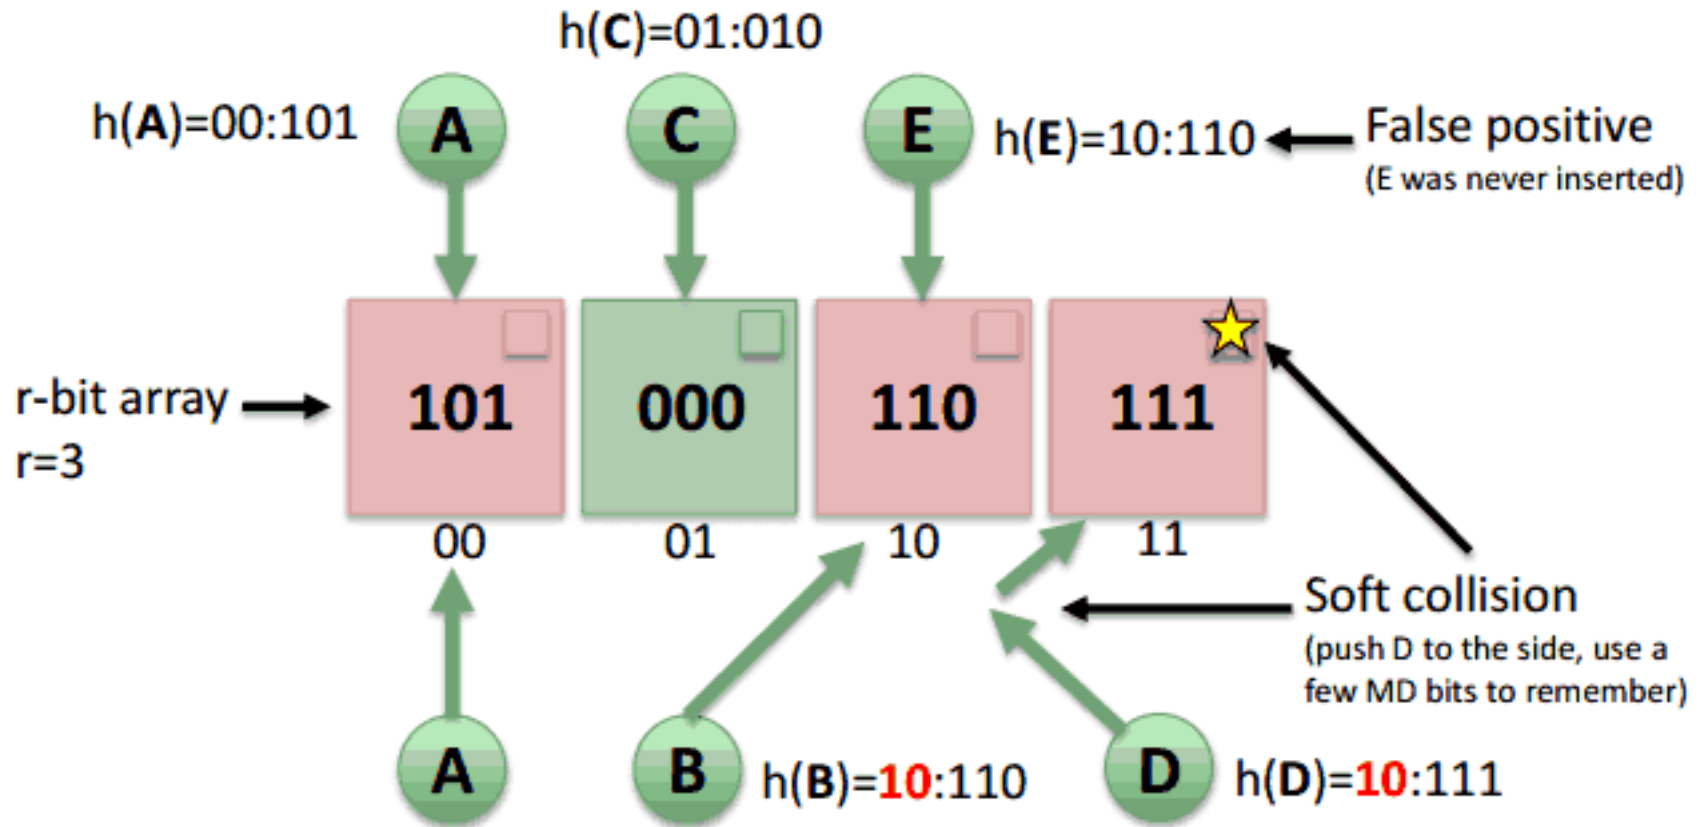 h(C)=01:010
h(A)=00:101
A
C
E
h(E)=10:110
False positive
(E was never inserted)
r-bit array
r=3
101
000
110
111
00
01
10
11
Soft collision
(push D to the side, use a
few MD bits to remember)
A
B
h(B)=10:110
D
h(D)=10:111